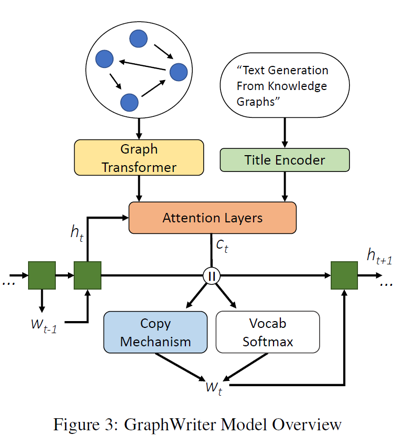 “Text Generation
From Knowledge
Graphs”
Graph
Transformer
Title Encoder
Attention Layers
h_t
c_t
h_{t+1}
...
...
w_{t-1}
Copy
Mechanism
Vocab
Softmax
w_t
Figure 3: GraphWriter Model Overview